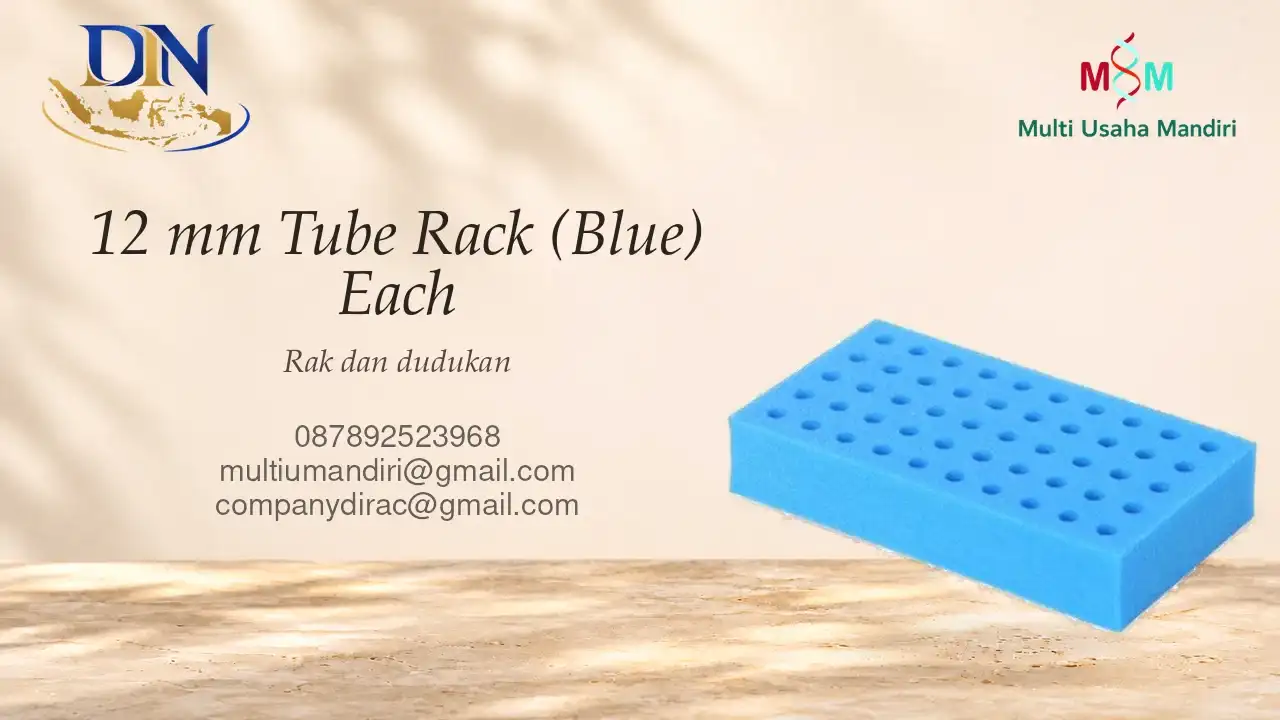 DN
M M
Multi Usaha Mandiri
12 mm Tube Rack (Blue)
Each
Rak dan dudukan
087892523968
multiumandiri@gmail.com
companydirac@gmail.com